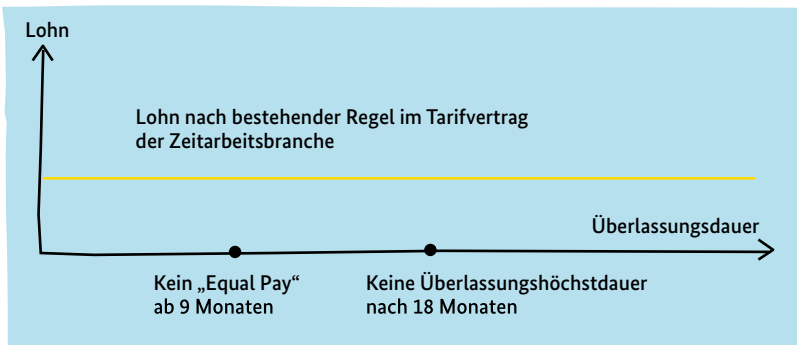 Lohn
Lohn nach bestehender Regel im Tarifvertrag
der Zeitarbeitsbranche
Überlassungsdauer
Kein „Equal Pay“
ab 9 Monaten
Keine Überlassungshöchstdauer
nach 18 Monaten